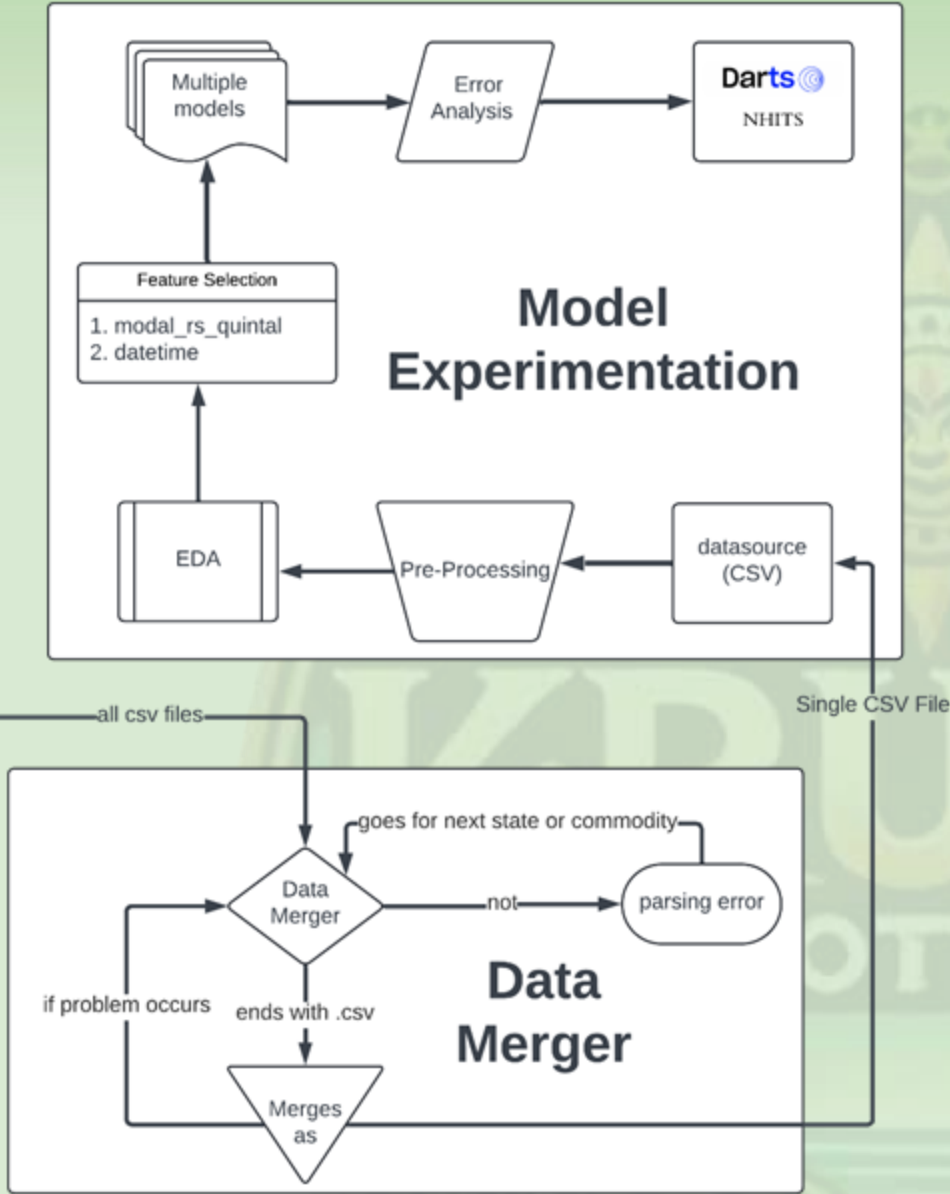 Multiple
models
Error
Analysis
Darts
NHITS
Feature Selection
1. modal_rs_quintal
2. datetime
Model
Experimentation
EDA
Pre-Processing
datasource
(CSV)
Single CSV File
all csv files
goes for next state or commodity
Data
Merger
not
parsing error
if problem occurs
ends with .csv
Data
Merger
Merges
as